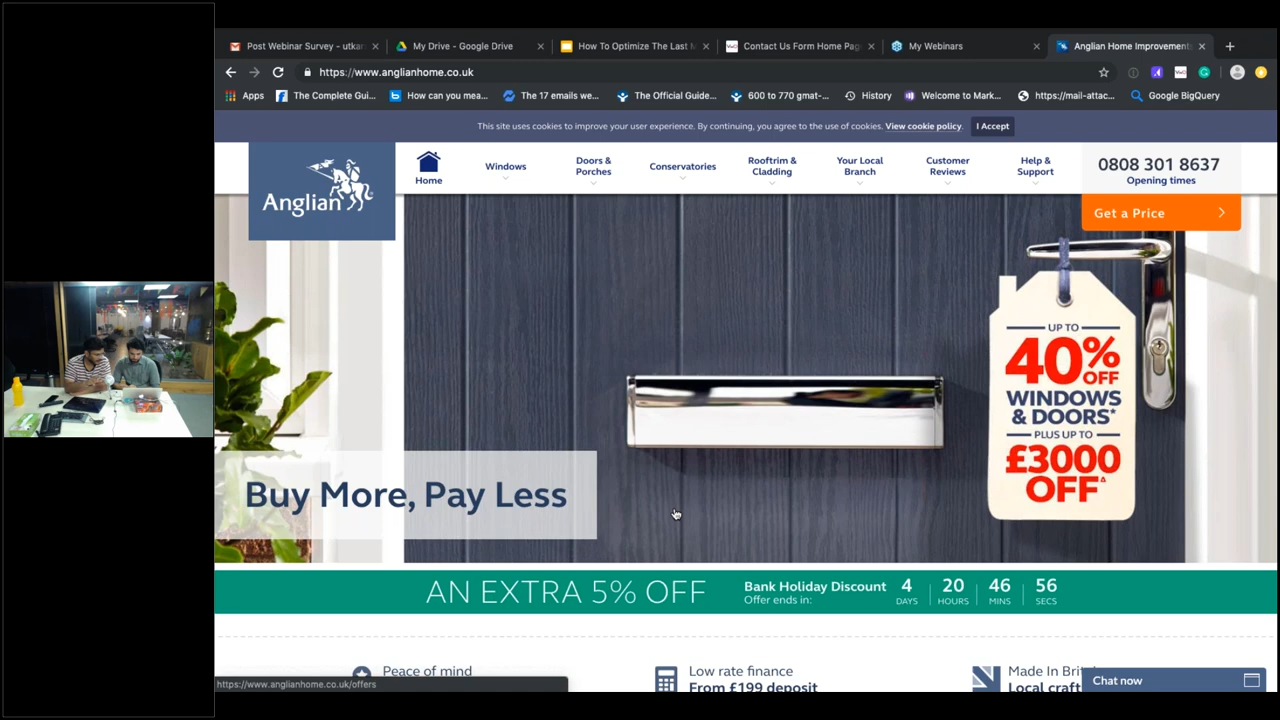 Post Webinar Survey - utkar
My Drive - Google Drive
How To Optimize The Last M
Contact Us Form Home Pag
My Webinars
Anglian Home Improvements
https://www.anglianhome.co.uk
Apps
The Complete Gui...
How can you mea...
The 17 emails we...
The Official Guide...
600 to 770 gmat-...
History
Welcome to Mark...
https://mail-attac...
Google BigQuery
This site uses cookies to improve your user experience. By continuing, you agree to the use of cookies. View cookie policy.
I Accept
Anglian
Home
Windows
Doors &
Porches
Conservatories
Rooftrim &
Cladding
Your Local
Branch
Customer
Reviews
Help &
Support
0808 301 8637
Opening times
Get a Price
UP TO
40% OFF
WINDOWS
& DOORS*
PLUS UP TO
£3000
OFF△
Buy More, Pay Less
AN EXTRA 5% OFF
Bank Holiday Discount
Offer ends in:
4 DAYS
20 HOURS
46 MINS
56 SECS
Peace of mind
Low rate finance
From £199 deposit
Made In Brit
Local craft
Chat now
https://www.anglianhome.co.uk/offers